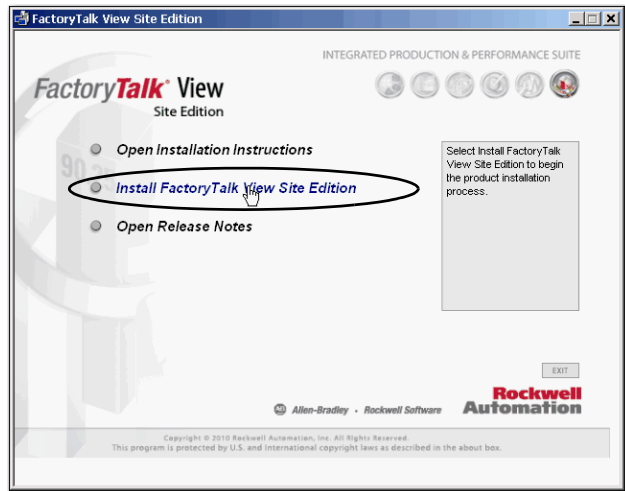 FactoryTalk View Site Edition
INTEGRATED PRODUCTION & PERFORMANCE SUITE
FactoryTalk® View
Site Edition
Open Installation Instructions
Install FactoryTalk View Site Edition
Open Release Notes
Select Install FactoryTalk
View Site Edition to begin
the product installation
process.
EXIT
Rockwell
Automation
AB Allen-Bradley • Rockwell Software
Copyright © 2010 Rockwell Automation, Inc. All Rights Reserved.
This program is protected by U.S. and International copyright laws as described in the about box.